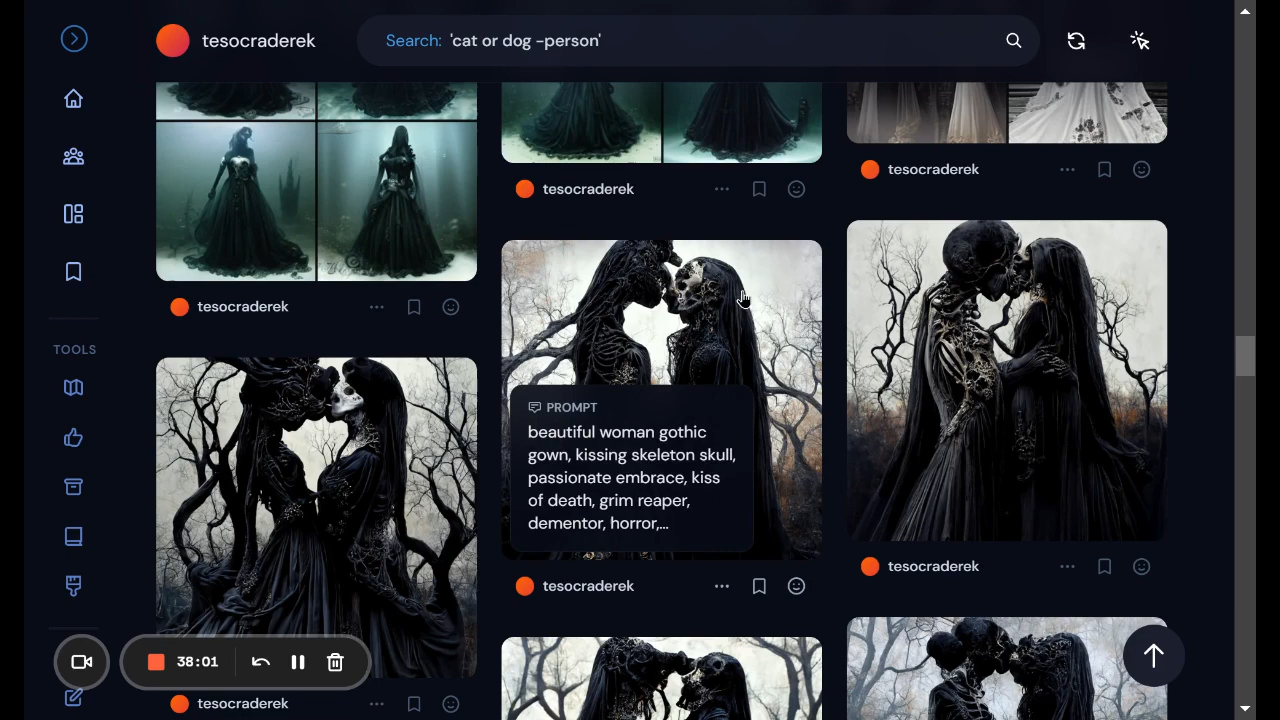 tesocraderek
Search: 'cat or dog -person'
tesocraderek
tesocraderek
tesocraderek
TOOLS
PROMPT
beautiful woman gothic
gown, kissing skeleton skull,
passionate embrace, kiss
of death, grim reaper,
dementor, horror,...
tesocraderek
tesocraderek
38:01
tesocraderek